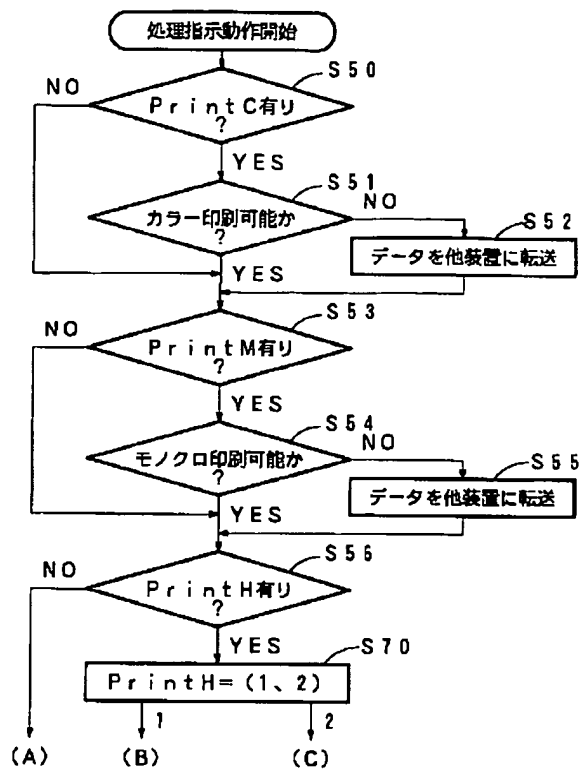 処理指示動作開始
S50
NO
PrintC有り
?
YES
S51
NO
カラー印刷可能か
?
S52
データを他装置に転送
YES
S53
NO
PrintM有り
?
YES
S54
NO
モノクロ印刷可能か
?
S55
データを他装置に転送
YES
S56
NO
PrintH有り
?
YES
S70
PrintH=(1、2)
1
2
(A)
(B)
(C)